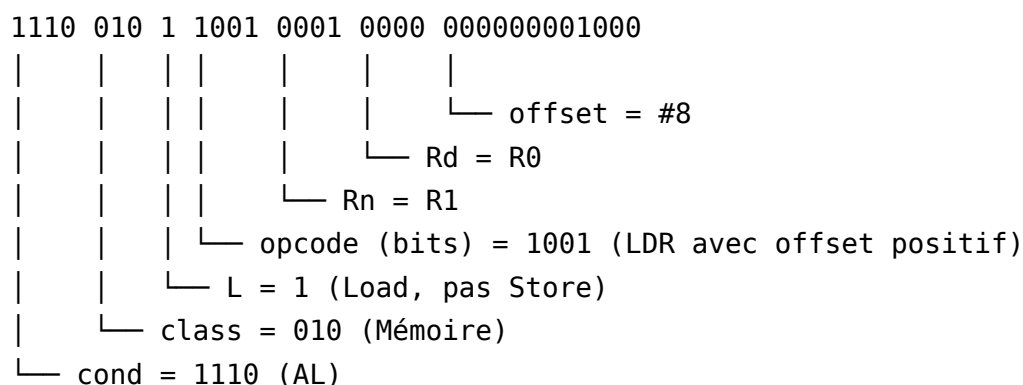 1110 010 1 1001 0001 0000 000000001000
│    │   │ │    │    │    │
│    │   │ │    │    │    └── offset = #8
│    │   │ │    │    └── Rd = R0
│    │   │ │    └── Rn = R1
│    │   │ └── opcode (bits) = 1001 (LDR avec offset positif)
│    │   └── L = 1 (Load, pas Store)
│    └── class = 010 (Mémoire)
└── cond = 1110 (AL)